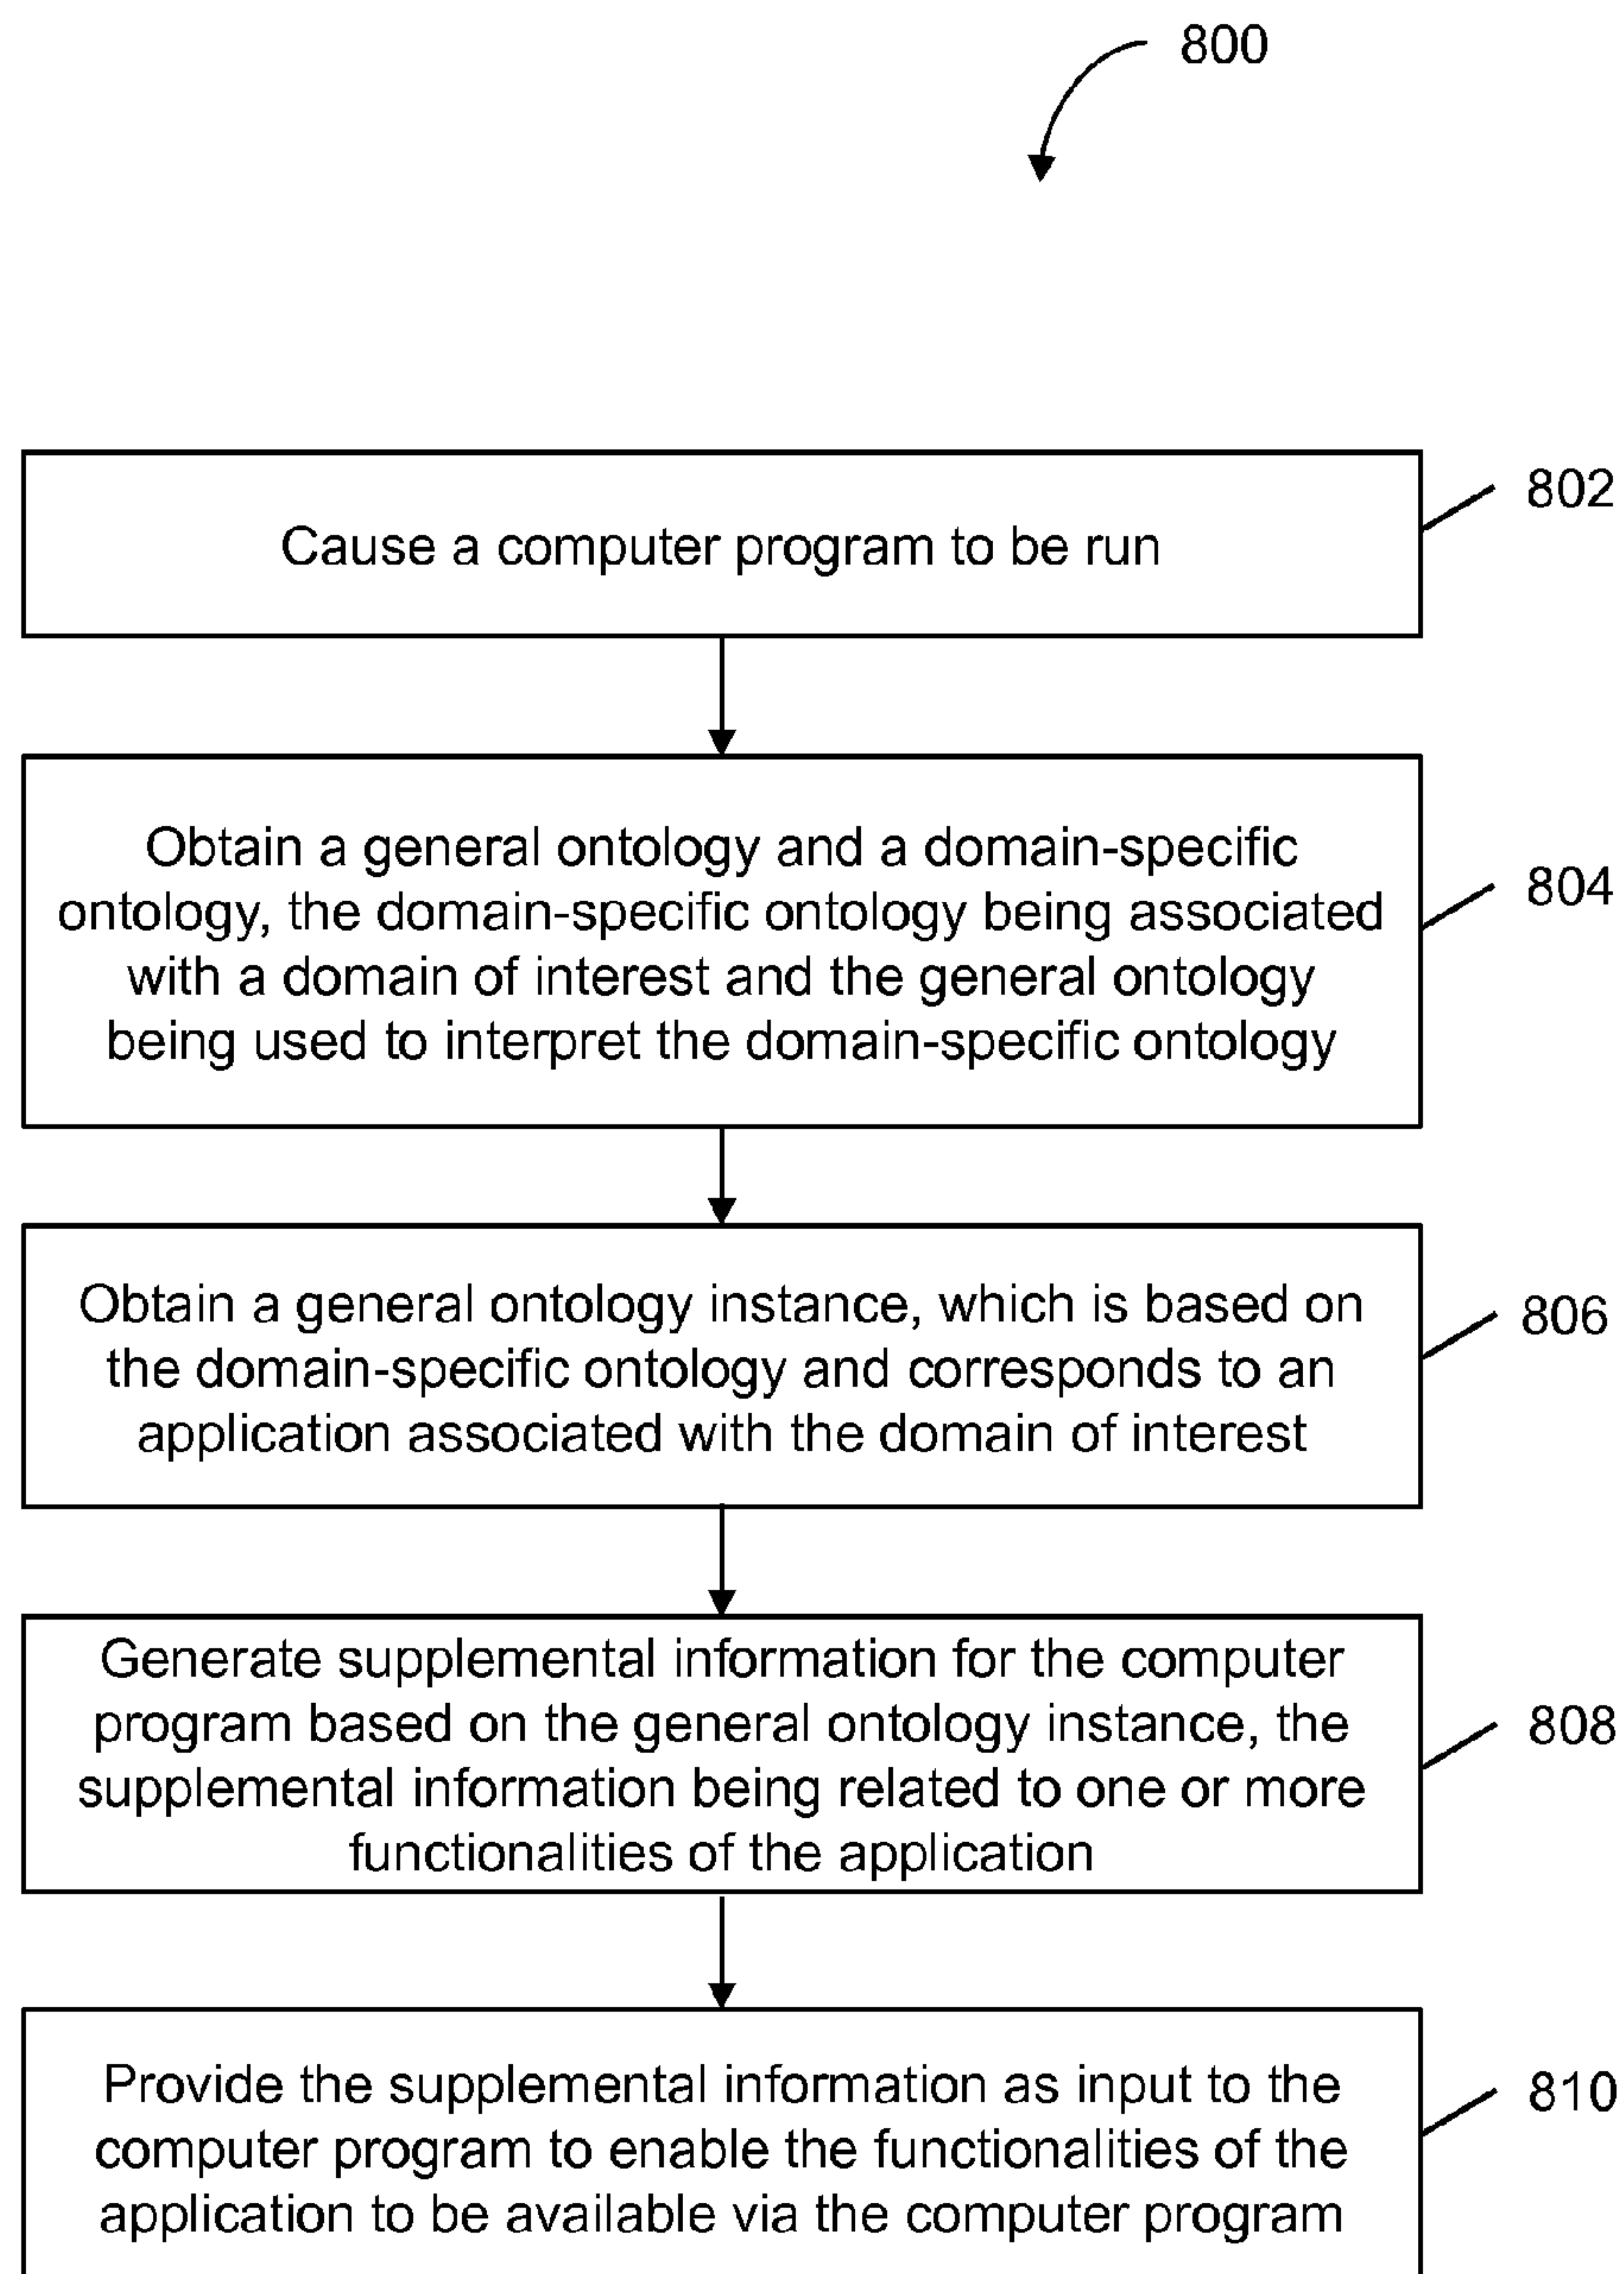 800
Cause a computer program to be run
802
Obtain a general ontology and a domain-specific
ontology, the domain-specific ontology being associated
with a domain of interest and the general ontology
being used to interpret the domain-specific ontology
804
Obtain a general ontology instance, which is based on
the domain-specific ontology and corresponds to an
application associated with the domain of interest
806
Generate supplemental information for the computer
program based on the general ontology instance, the
supplemental information being related to one or more
functionalities of the application
808
Provide the supplemental information as input to the
computer program to enable the functionalities of the
application to be available via the computer program
810